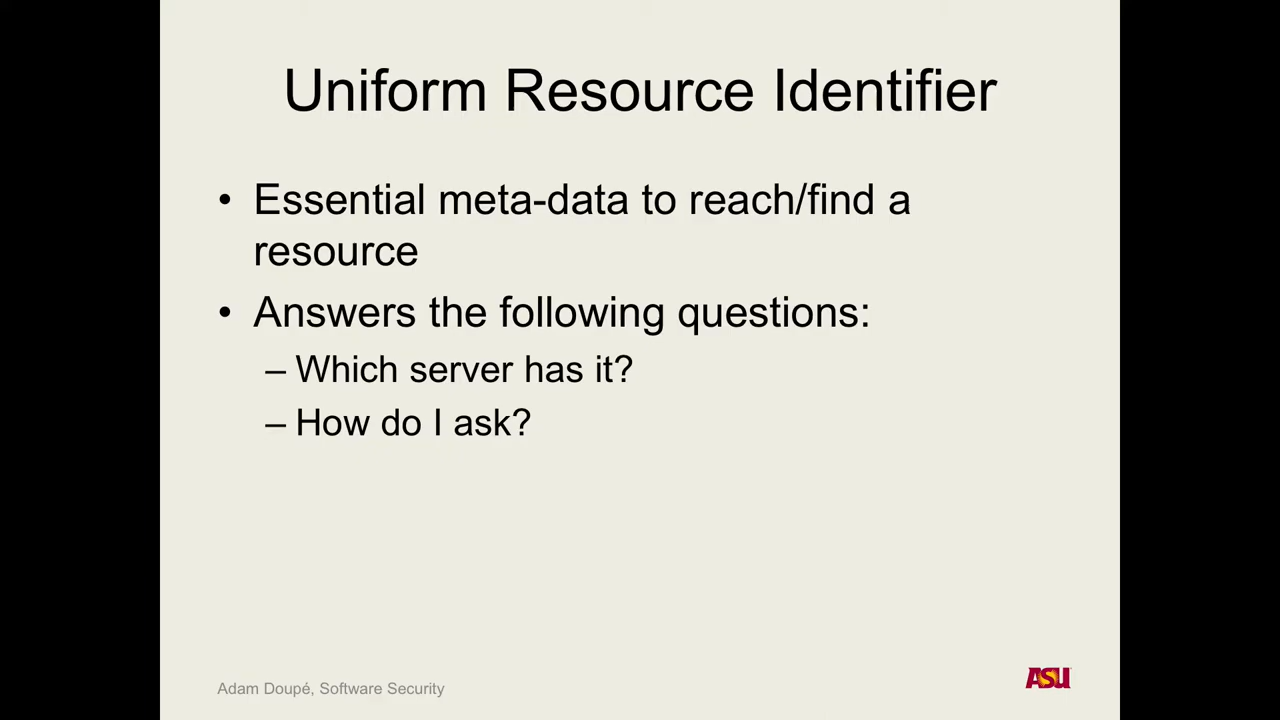 Uniform Resource Identifier
• Essential meta-data to reach/find a
resource
• Answers the following questions:
– Which server has it?
– How do I ask?
Adam Doupé, Software Security
ASU